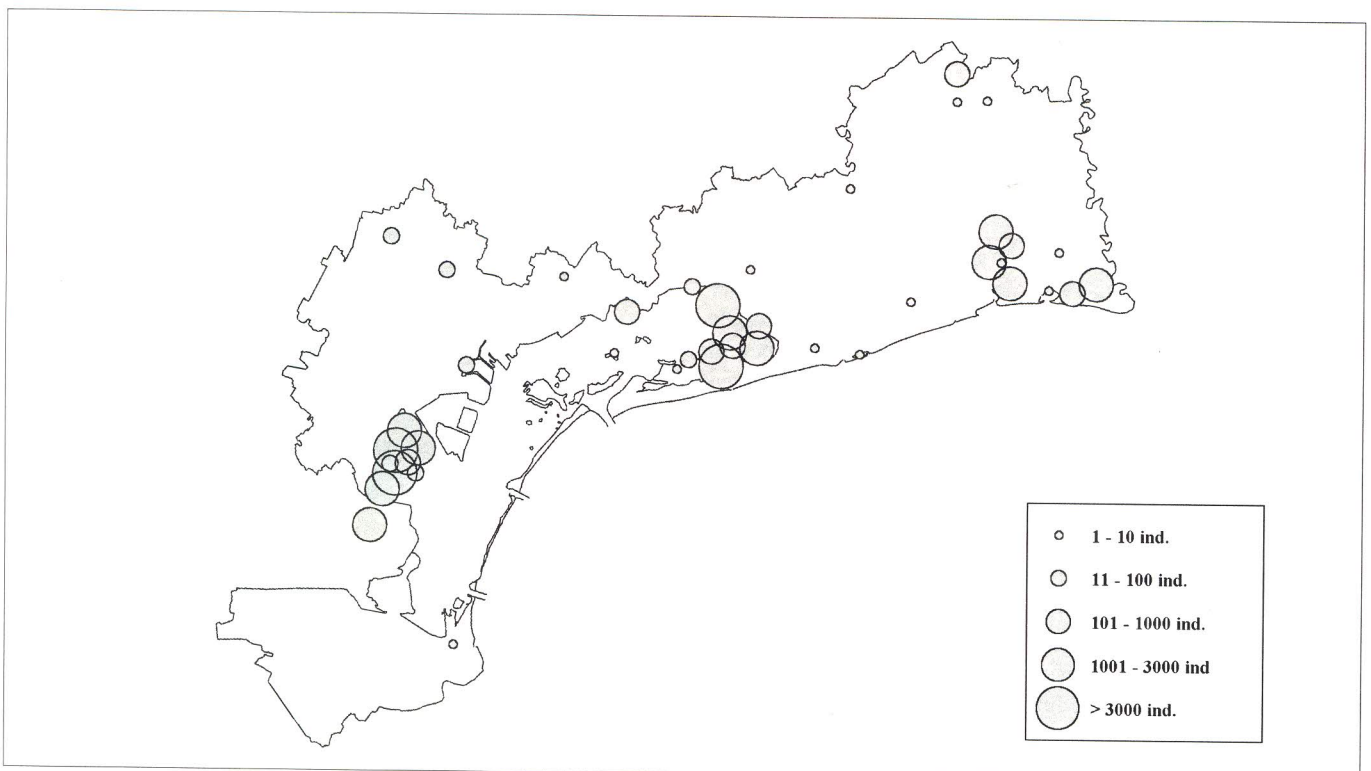 1 - 10 ind.
11 - 100 ind.
101 - 1000 ind.
1001 - 3000 ind
> 3000 ind.